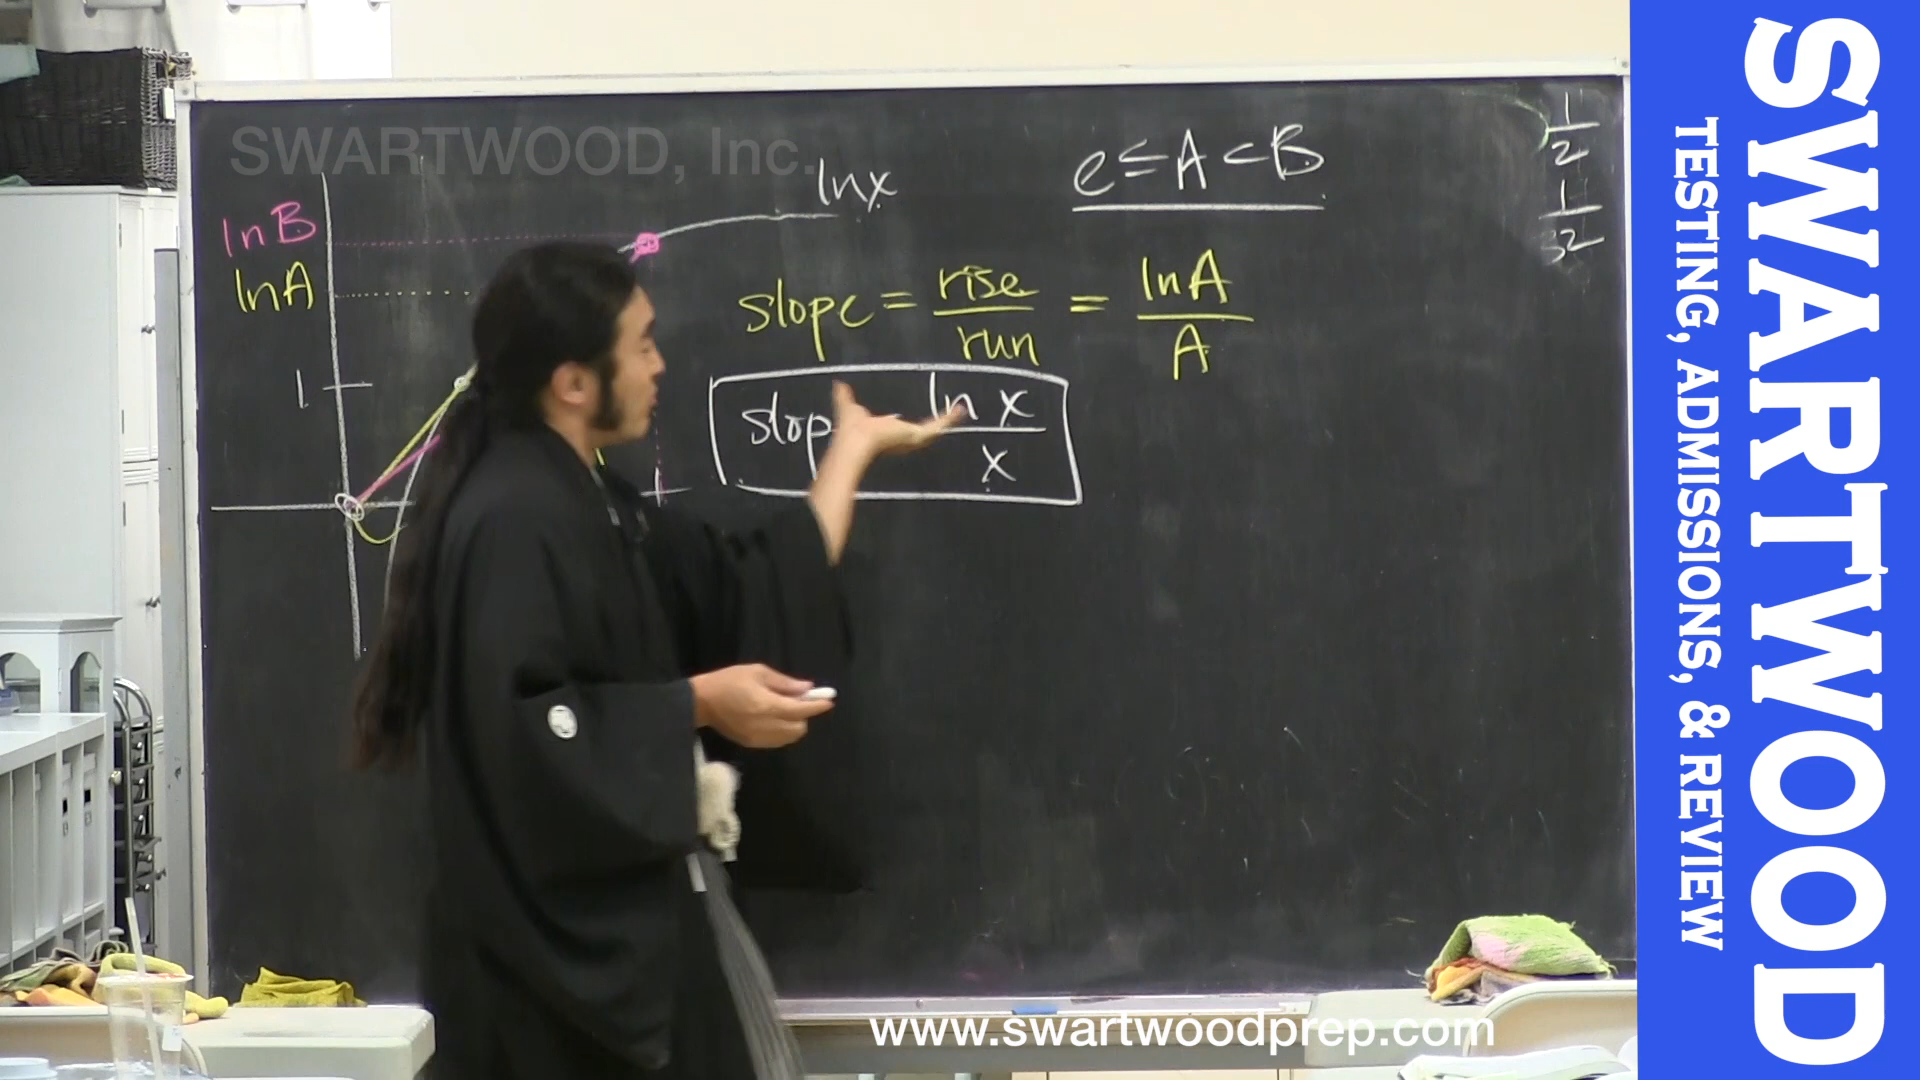 SWARTWOOD, Inc.
ln x
e ≤ A < B
ln B
ln A
1
slope = rise/run = ln A/A
slop ln x/x
1/2
1/32
www.swartwoodprep.com
SWARTWOOD
TESTING, ADMISSIONS, & REVIEW